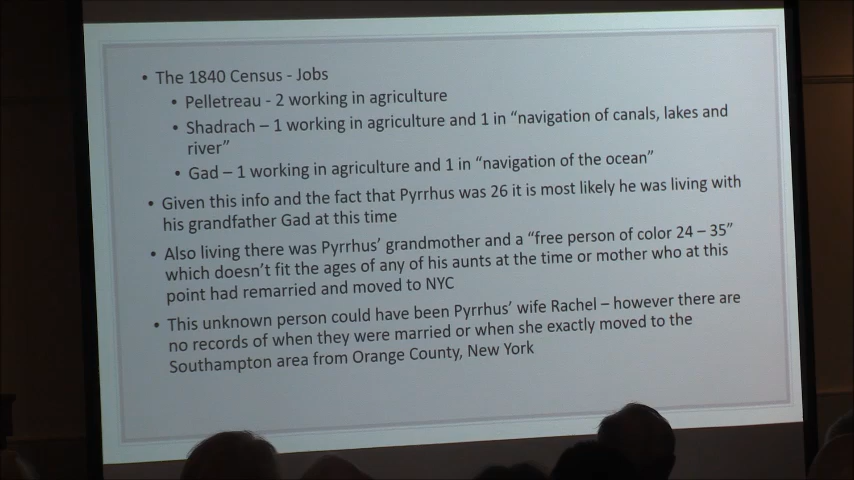 • The 1840 Census - Jobs
• Pelletreau - 2 working in agriculture
• Shadrach – 1 working in agriculture and 1 in “navigation of canals, lakes and
river”
• Gad – 1 working in agriculture and 1 in “navigation of the ocean”
• Given this info and the fact that Pyrrhus was 26 it is most likely he was living with
his grandfather Gad at this time
• Also living there was Pyrrhus’ grandmother and a “free person of color 24 – 35”
which doesn’t fit the ages of any of his aunts at the time or mother who at this
point had remarried and moved to NYC
• This unknown person could have been Pyrrhus’ wife Rachel – however there are
no records of when they were married or when she exactly moved to the
Southampton area from Orange County, New York